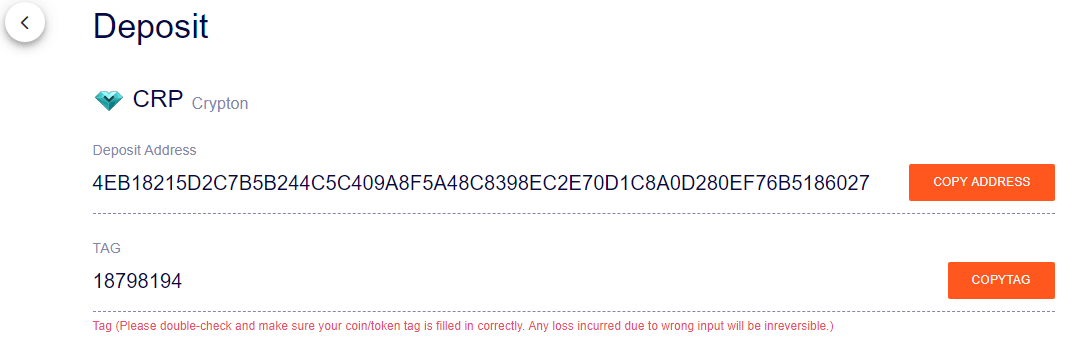 Deposit
CRP Crypton
Deposit Address
4EB18215D2C7B5B244C5C409A8F5A48C8398EC2E70D1C8A0D280EF76B5186027 COPY ADDRESS
TAG
18798194 COPYTAG
Tag (Please double-check and make sure your coin/token tag is filled in correctly. Any loss incurred due to wrong input will be inreversible.)